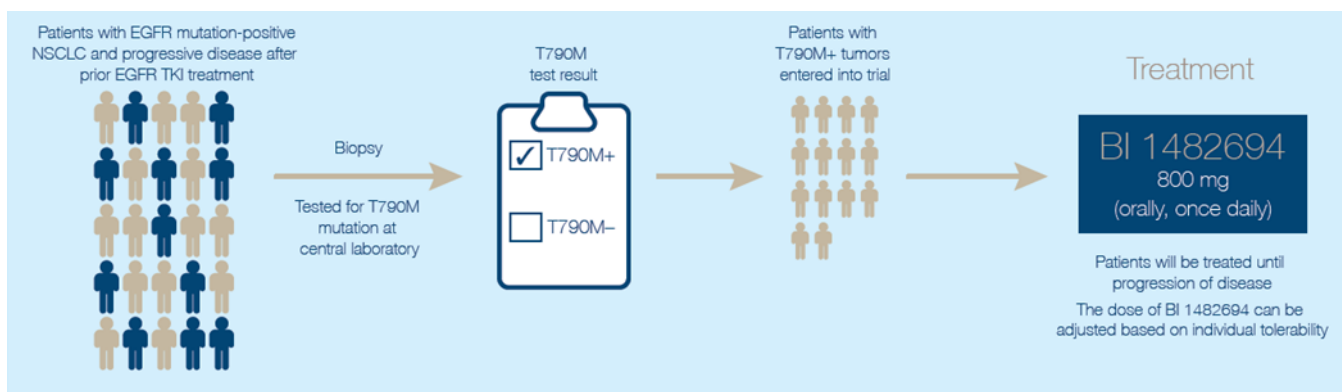 Patients with EGFR mutation-positive
NSCLC and progressive disease after
prior EGFR TKI treatment
Biopsy
Tested for T790M
mutation at
central laboratory
T790M
test result
T790M+
T790M–
Patients with
T790M+ tumors
entered into trial
Treatment
BI 1482694
800 mg
(orally, once daily)
Patients will be treated until
progression of disease
The dose of BI 1482694 can be
adjusted based on individual tolerability